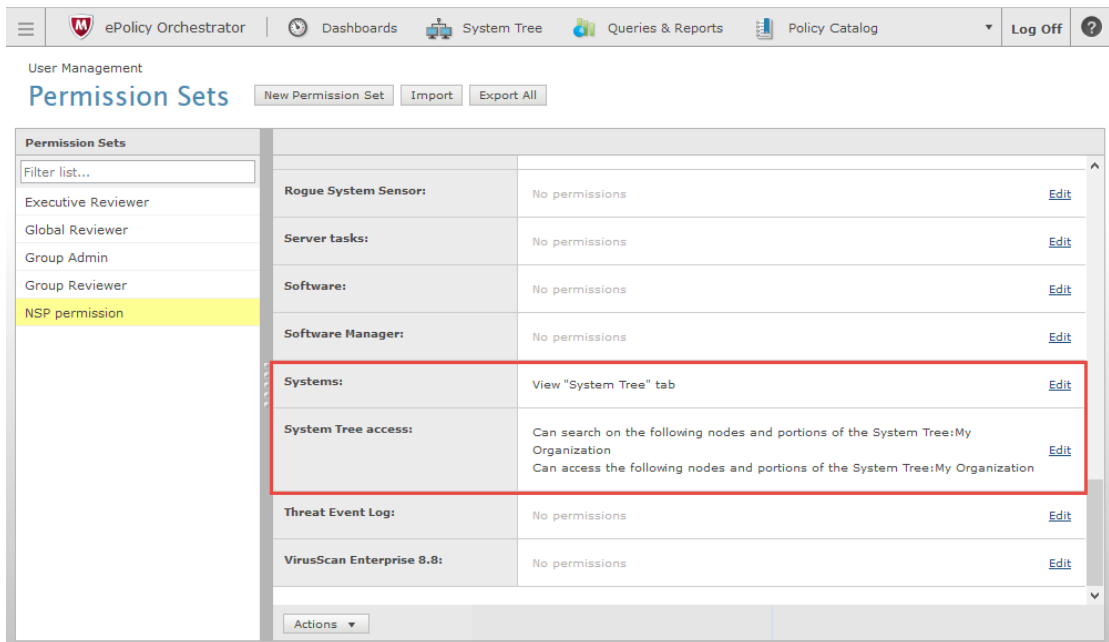 ePolicy Orchestrator Dashboards System Tree Queries & Reports Policy Catalog Log Off ?
User Management
Permission Sets New Permission Set Import Export All
Permission Sets
Filter list...
Executive Reviewer
Global Reviewer
Group Admin
Group Reviewer
NSP permission
Rogue System Sensor: No permissions Edit
Server tasks: No permissions Edit
Software: No permissions Edit
Software Manager: No permissions Edit
Systems: View "System Tree" tab Edit
System Tree access: Can search on the following nodes and portions of the System Tree:My
Organization Edit
Can access the following nodes and portions of the System Tree:My Organization
Threat Event Log: No permissions Edit
VirusScan Enterprise 8.8: No permissions Edit
Actions